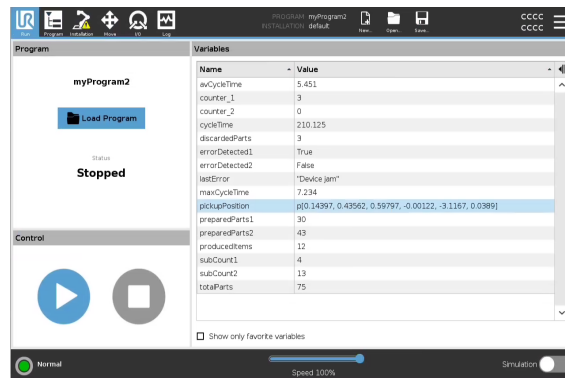 UR
PROGRAM myProgram2
INSTALLATION default
New... Open... Save...
CCCC
CCCC
Run Program Installation Move I/O Log
Program
myProgram2
Load Program
Status
Stopped
Control
Variables
Name Value
avCycleTime 5.451
counter_1 3
counter_2 0
cycleTime 210.125
discardedParts 3
errorDetected1 True
errorDetected2 False
lastError "Device jam"
maxCycleTime 7.234
pickupPosition p[0.14397, 0.43562, 0.59797, -0.00122, -3.1167, 0.0389]
preparedParts1 30
preparedParts2 43
producedItems 12
subCount1 4
subCount2 13
totalParts 75
Show only favorite variables
Normal
Speed 100%
Simulation